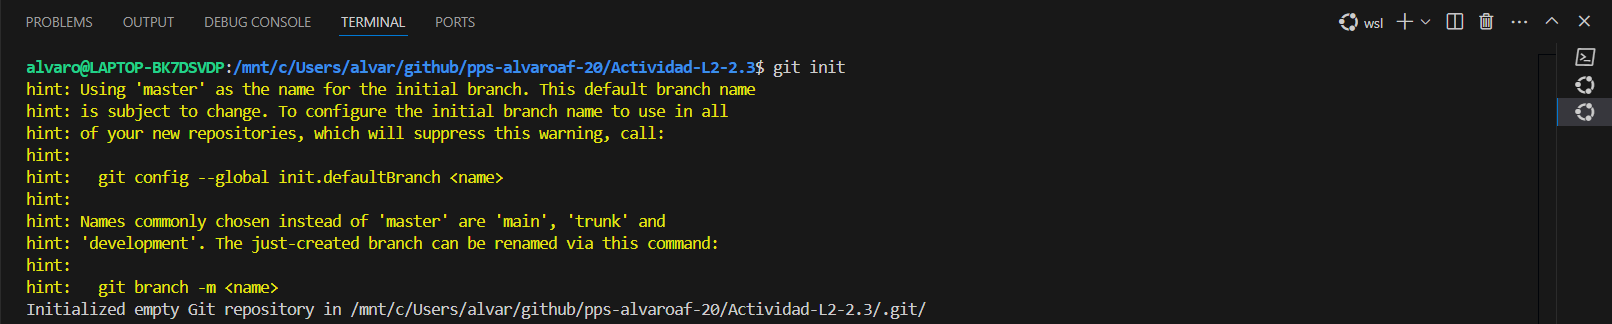 PROBLEMS OUTPUT DEBUG CONSOLE TERMINAL PORTS wsl
alvaro@LAPTOP-BK7DSVDP:/mnt/c/Users/alvar/github/pps-alvaroaf-20/Actividad-L2-2.3$ git init
hint: Using 'master' as the name for the initial branch. This default branch name
hint: is subject to change. To configure the initial branch name to use in all
hint: of your new repositories, which will suppress this warning, call:
hint:
hint:   git config --global init.defaultBranch <name>
hint:
hint: Names commonly chosen instead of 'master' are 'main', 'trunk' and
hint: 'development'. The just-created branch can be renamed via this command:
hint:
hint:   git branch -m <name>
Initialized empty Git repository in /mnt/c/Users/alvar/github/pps-alvaroaf-20/Actividad-L2-2.3/.git/